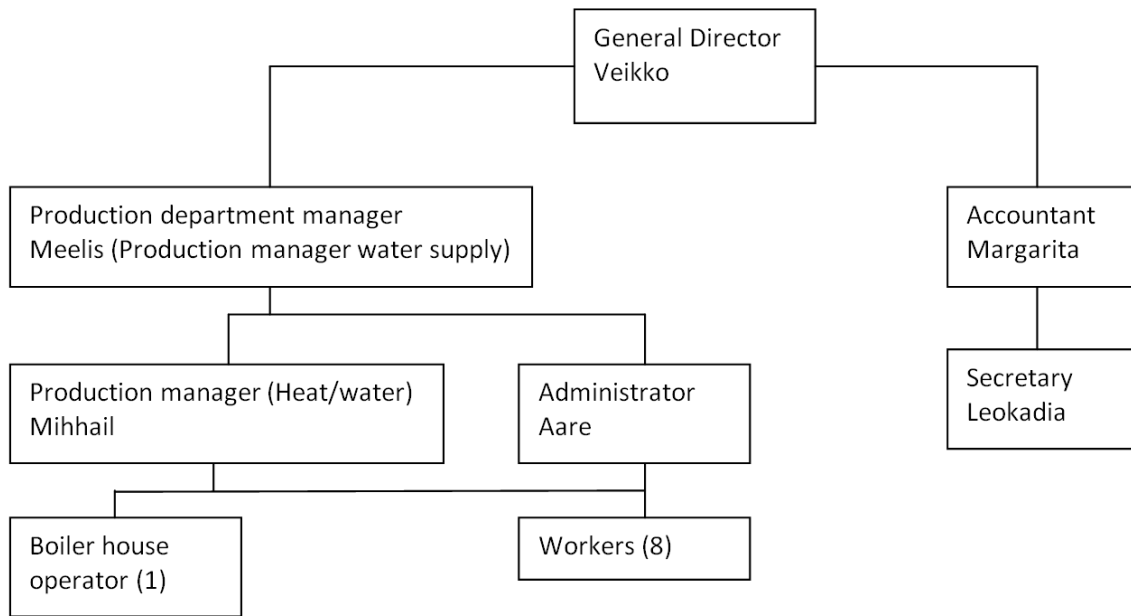 General Director
Veikko
Production department manager
Meelis (Production manager water supply)
Accountant
Margarita
Production manager (Heat/water)
Mihhail
Administrator
Aare
Secretary
Leokadia
Boiler house
operator (1)
Workers (8)